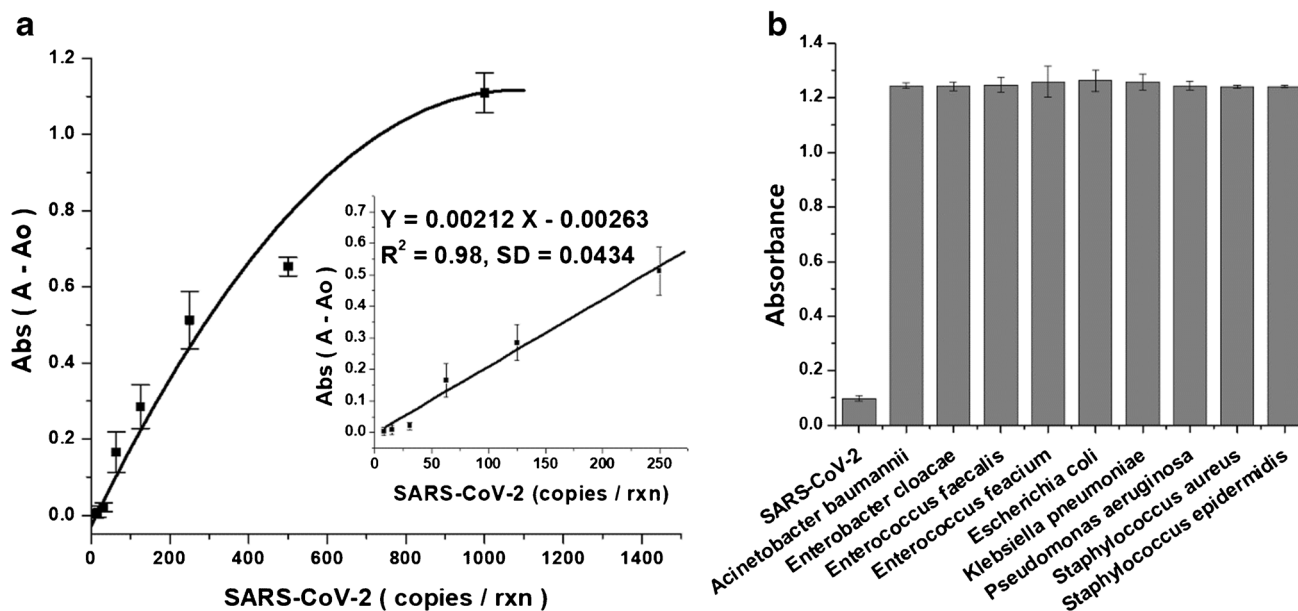 a
Abs ( A - Ao )
1.2
1.0
0.8
0.6
0.4
0.2
0.0
0 200 400 600 800 1000 1200 1400
SARS-CoV-2 ( copies / rxn )
Y = 0.00212 X - 0.00263
R² = 0.98, SD = 0.0434
Abs ( A - Ao)
0.7
0.6
0.5
0.4
0.3
0.2
0.1
0.0
0 50 100 150 200 250
SARS-CoV-2 (copies / rxn)
b
Absorbance
1.4
1.2
1.0
0.8
0.6
0.4
0.2
0.0
SARS-CoV-2
Acinetobacter baumannii
Enterobacter cloacae
Enterococcus faecalis
Enterococcus feacium
Escherichia coli
Klebsiella pneumoniae
Pseudomonas aeruginosa
Staphylococcus aureus
Staphylococcus epidermidis